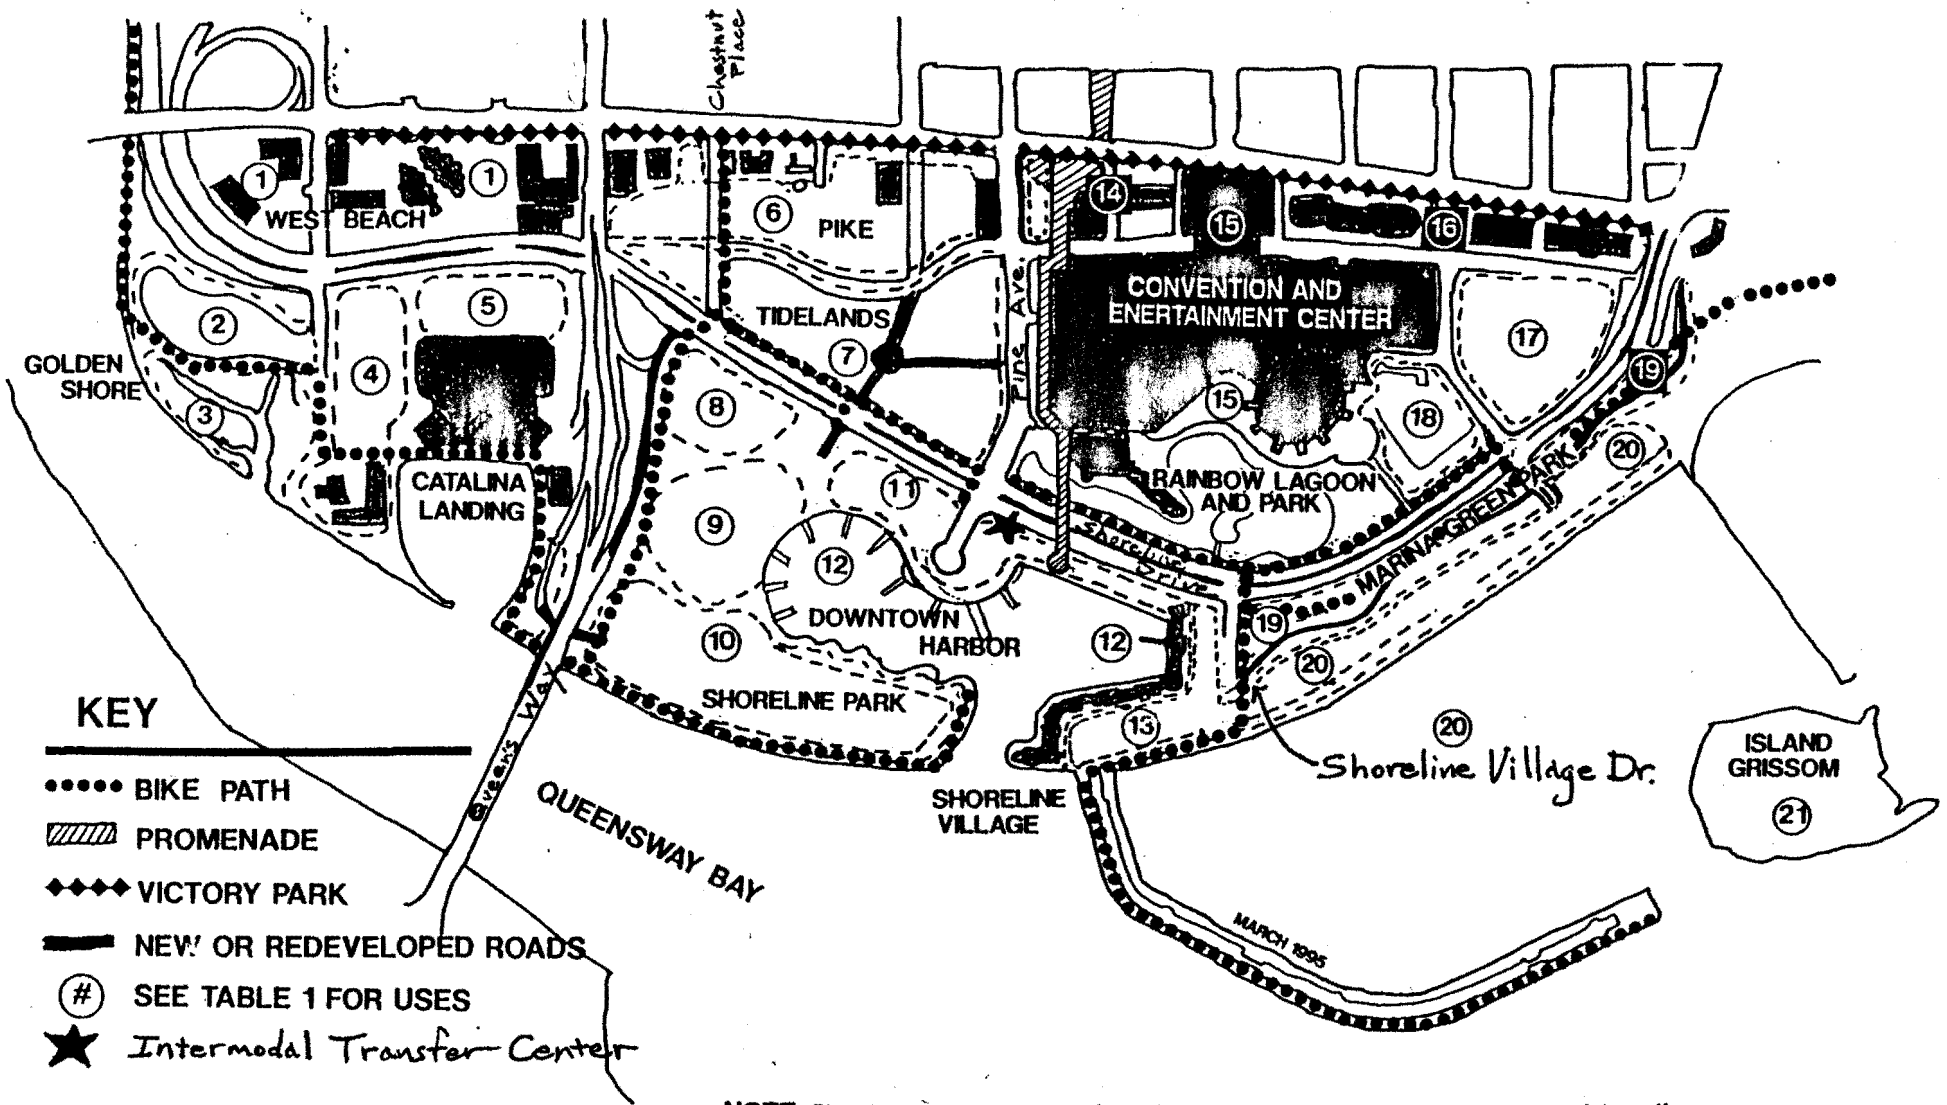 Chestnut
Place
1
1
WEST BEACH
6
PIKE
14
15
16
2
5
4
GOLDEN
SHORE
3
CATALINA
LANDING
TIDELANDS
7
Pine Ave.
CONVENTION AND
ENERTAINMENT CENTER
15
17
18
19
20
8
9
11
12
10
DOWNTOWN
HARBOR
RAINBOW LAGOON
AND PARK
Shoreline
Drive
MARINA GREEN PARK
12
19
20
13
20
SHORELINE PARK
SHORELINE
VILLAGE
Shoreline Village Dr.
ISLAND
GRISSOM
21
Queen's Way
QUEENSWAY BAY
MARCH 1995
KEY
BIKE PATH
PROMENADE
VICTORY PARK
NEW OR REDEVELOPED ROADS
# SEE TABLE 1 FOR USES
Intermodal Transfer Center